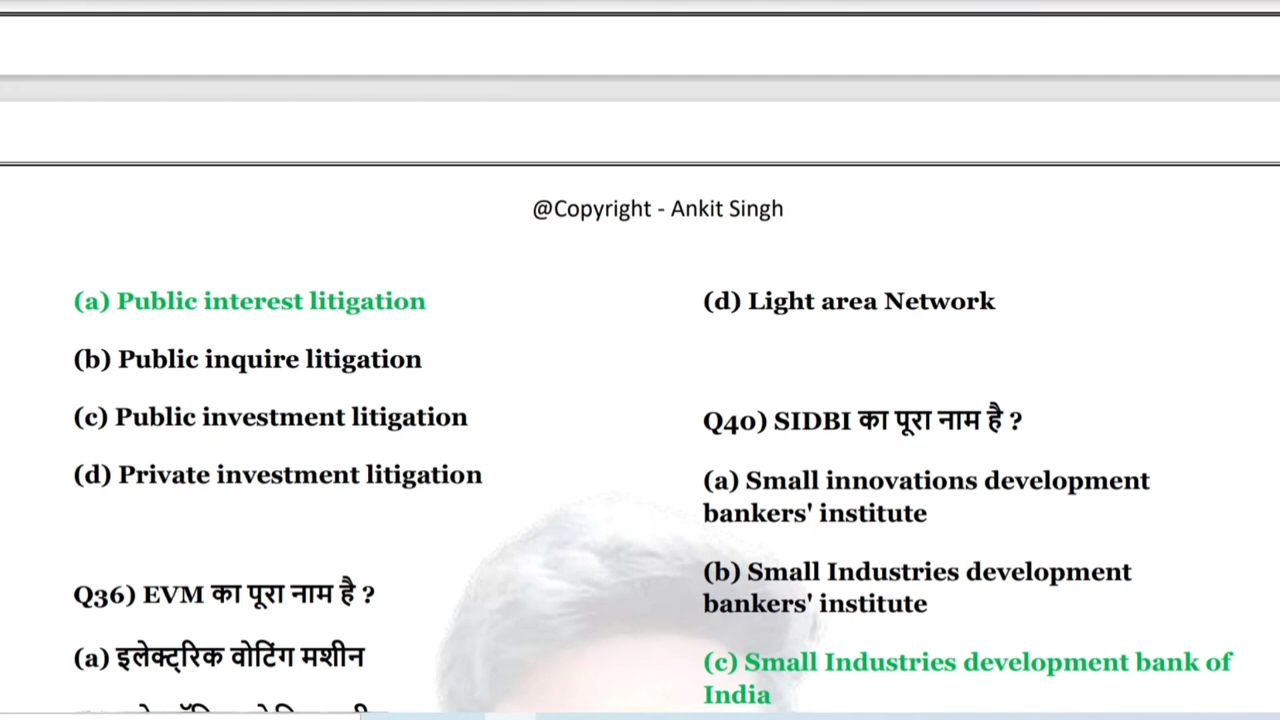 @Copyright - Ankit Singh
(a) Public interest litigation
(b) Public inquire litigation
(c) Public investment litigation
(d) Private investment litigation
Q36) EVM का पूरा नाम है ?
(a) इलेक्ट्रिक वोटिंग मशीन
(d) Light area Network
Q40) SIDBI का पूरा नाम है ?
(a) Small innovations development
bankers' institute
(b) Small Industries development
bankers' institute
(c) Small Industries development bank of
India